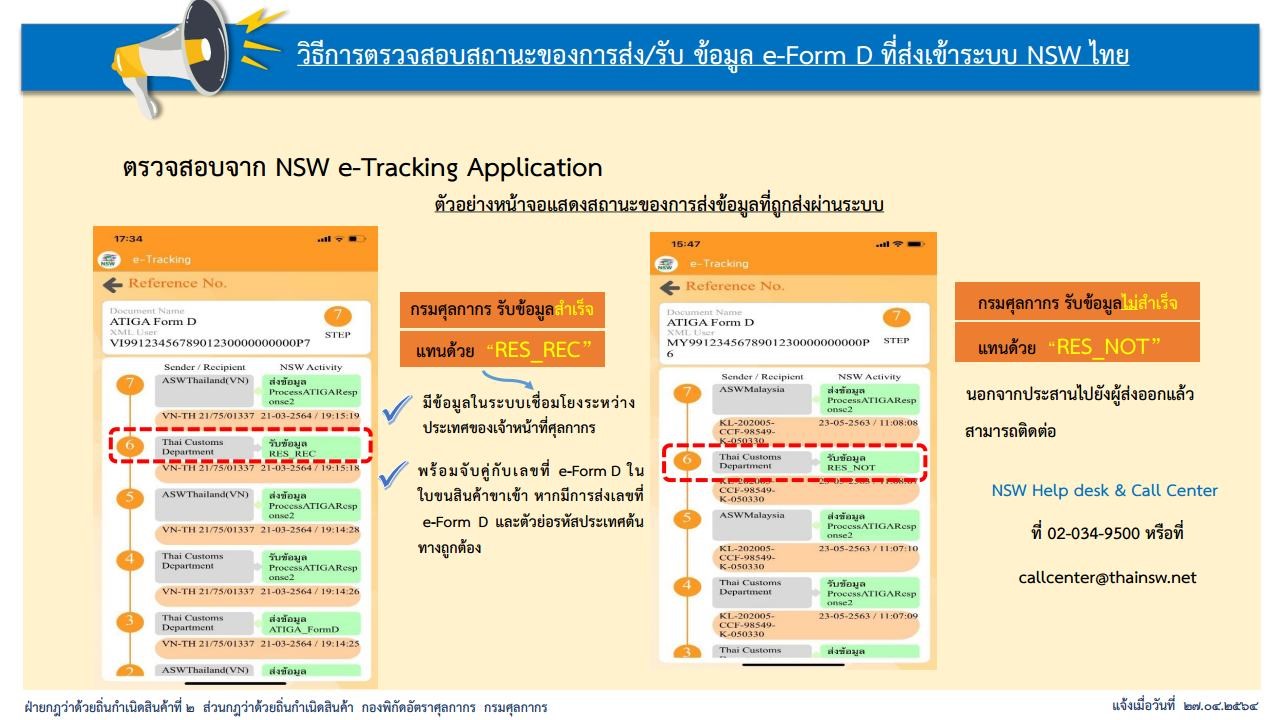 วิธีการตรวจสอบสถานะของการส่ง/รับ ข้อมูล e-Form D ที่ส่งเข้าระบบ NSW ไทย
ตรวจสอบจาก NSW e-Tracking Application
ตัวอย่างหน้าจอแสดงสถานะของการส่งข้อมูลที่ถูกส่งผ่านระบบ
17:34
NSW
e-Tracking
Reference No.
Document Name
ATIGA Form D
XML User
VI9912345678901230000000000P7
7
STEP
Sender / Recipient NSW Activity
7
ASWThailand(VN) ส่งข้อมูล
ProcessATIGAResp
onse2
VN-TH 21/75/01337 21-03-2564 / 19:15:19
6
Thai Customs รับข้อมูล
Department RES_REC
VN-TH 21/75/01337 21-03-2564 / 19:15:18
5
ASWThailand(VN) ส่งข้อมูล
ProcessATIGAResp
onse2
VN-TH 21/75/01337 21-03-2564 / 19:14:28
4
Thai Customs รับข้อมูล
Department ProcessATIGAResp
onse2
VN-TH 21/75/01337 21-03-2564 / 19:14:26
3
Thai Customs ส่งข้อมูล
Department ATIGA_FormD
VN-TH 21/75/01337 21-03-2564 / 19:14:25
2
ASWThailand(VN) ส่งข้อมูล
กรมศุลกากร รับข้อมูลสำเร็จ
แทนด้วย “RES_REC”
มีข้อมูลในระบบเชื่อมโยงระหว่าง
ประเทศของเจ้าหน้าที่ศุลกากร
พร้อมจับคู่กับเลขที่ e-Form D ใน
ใบขนสินค้าขาเข้า หากมีการส่งเลขที่
e-Form D และตัวย่อรหัสประเทศต้น
ทางถูกต้อง
15:47
NSW
e-Tracking
Reference No.
Document Name
ATIGA Form D
XML User
MY9912345678901230000000000P
6
7
STEP
Sender / Recipient NSW Activity
7
ASWMalaysia ส่งข้อมูล
ProcessATIGAResp
onse2
KL-202005- 23-05-2563 / 11:08:08
CCF-98549-
K-050330
6
Thai Customs รับข้อมูล
Department RES_NOT
KL-202005-
CCF-98549-
K-050330
5
ASWMalaysia ส่งข้อมูล
ProcessATIGAResp
onse2
KL-202005- 23-05-2563 / 11:07:10
CCF-98549-
K-050330
4
Thai Customs รับข้อมูล
Department ProcessATIGAResp
onse2
KL-202005- 23-05-2563 / 11:07:09
CCF-98549-
K-050330
3
Thai Customs ส่งข้อมูล
กรมศุลกากร รับข้อมูลไม่สำเร็จ
แทนด้วย “RES_NOT”
นอกจากประสานไปยังผู้ส่งออกแล้ว
สามารถติดต่อ
NSW Help desk & Call Center
ที่ 02-034-9500 หรือที่
callcenter@thainsw.net
ฝ่ายกฎว่าด้วยถิ่นกำเนิดสินค้าที่ ๒ ส่วนกฎว่าด้วยถิ่นกำเนิดสินค้า กองพิกัดอัตราศุลกากร กรมศุลกากร
แจ้งเมื่อวันที่ ๒๗.๐๔.๒๕๖๔